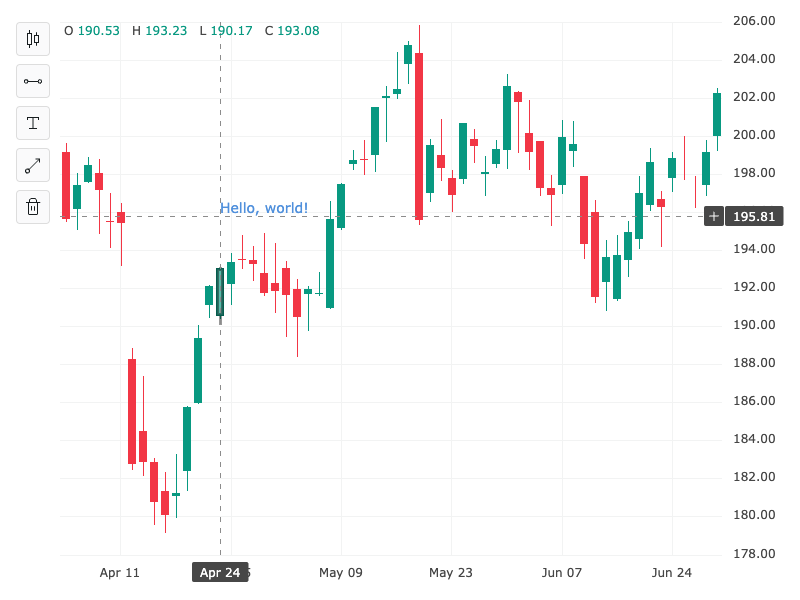 O 190.53 H 193.23 L 190.17 C 193.08
206.00
204.00
202.00
200.00
198.00
Hello, world!
195.81
194.00
192.00
190.00
188.00
186.00
184.00
182.00
180.00
178.00
Apr 11
Apr 24
May 09
May 23
Jun 07
Jun 24
T